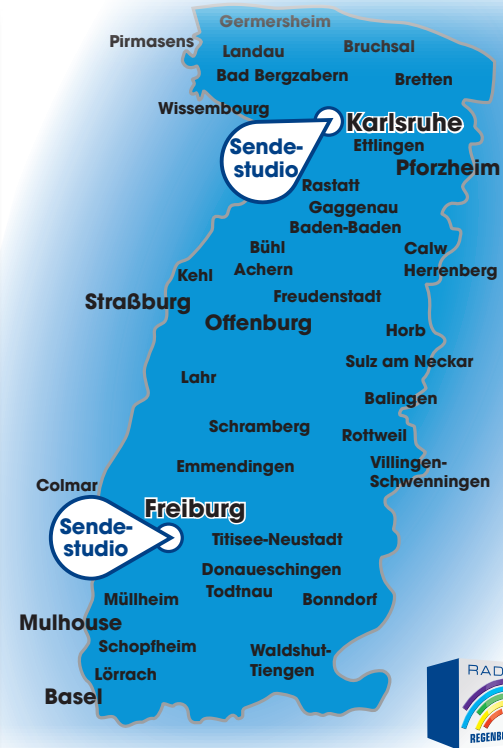 Germersheim
Pirmasens
Landau
Bruchsal
Bad Bergzabern
Bretten
Wissembourg
Karlsruhe
Sende-
studio
Ettlingen
Pforzheim
Rastatt
Gaggenau
Baden-Baden
Bühl
Calw
Achern
Herrenberg
Kehl
Freudenstadt
Straßburg
Offenburg
Horb
Sulz am Neckar
Lahr
Balingen
Schramberg
Rottweil
Emmendingen
Villingen-
Schwenningen
Colmar
Freiburg
Sende-
studio
Titisee-Neustadt
Donaueschingen
Todtnau
Müllheim
Bonndorf
Mulhouse
Schopfheim
Waldshut-
Tiengen
Lörrach
Basel
RAD
REGENBO